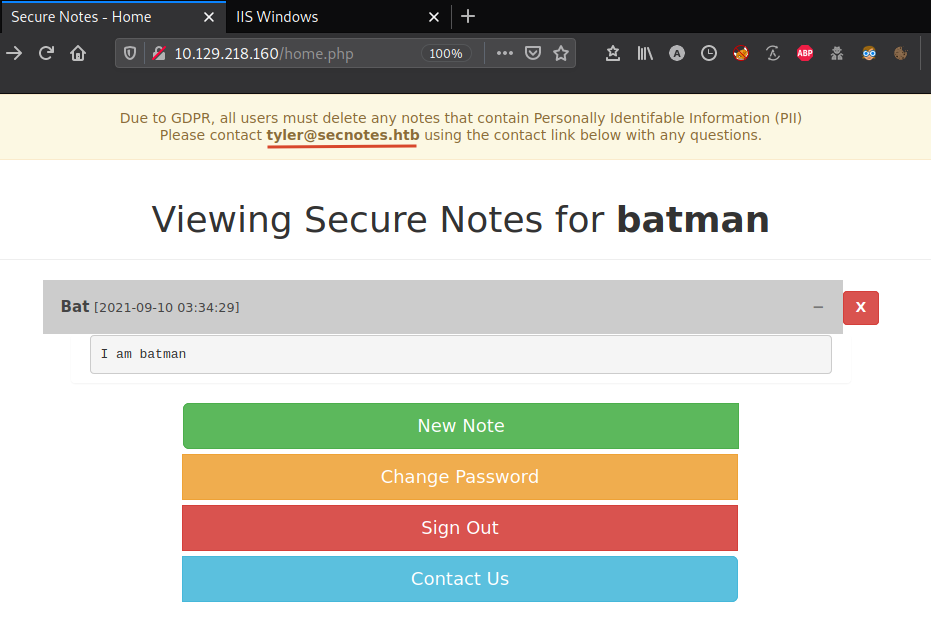 Secure Notes - Home
IIS Windows
10.129.218.160/home.php
100%
ABP
Due to GDPR, all users must delete any notes that contain Personally Identifable Information (PII)
Please contact tyler@secnotes.htb using the contact link below with any questions.
Viewing Secure Notes for batman
Bat [2021-09-10 03:34:29]
X
I am batman
New Note
Change Password
Sign Out
Contact Us